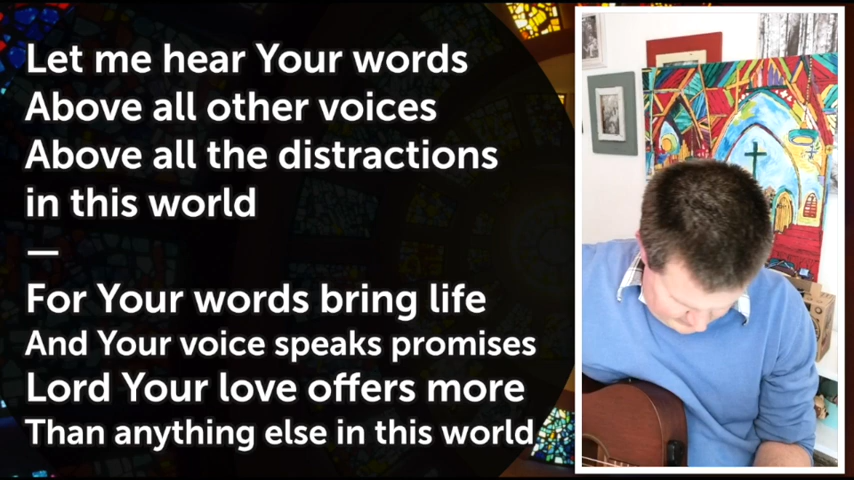 Let me hear Your words
Above all other voices
Above all the distractions
in this world
—
For Your words bring life
And Your voice speaks promises
Lord Your love offers more
Than anything else in this world